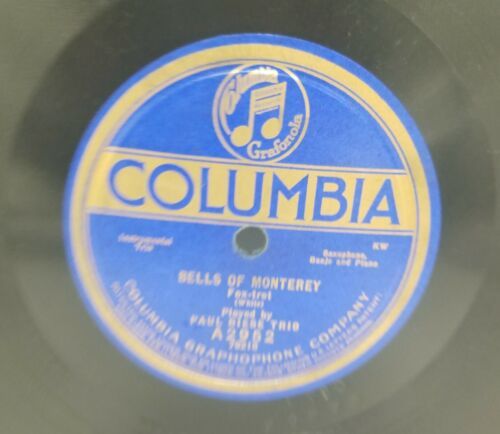 Columbia
Grafonola
COLUMBIA
Instrumental
Trio
KW
Saxophone,
Banjo and Piano
BELLS OF MONTEREY
Fox-trot
(White)
Played by
PAUL BIESE TRIO
A2952
COLUMBIA GRAPHOPHONE COMPANY